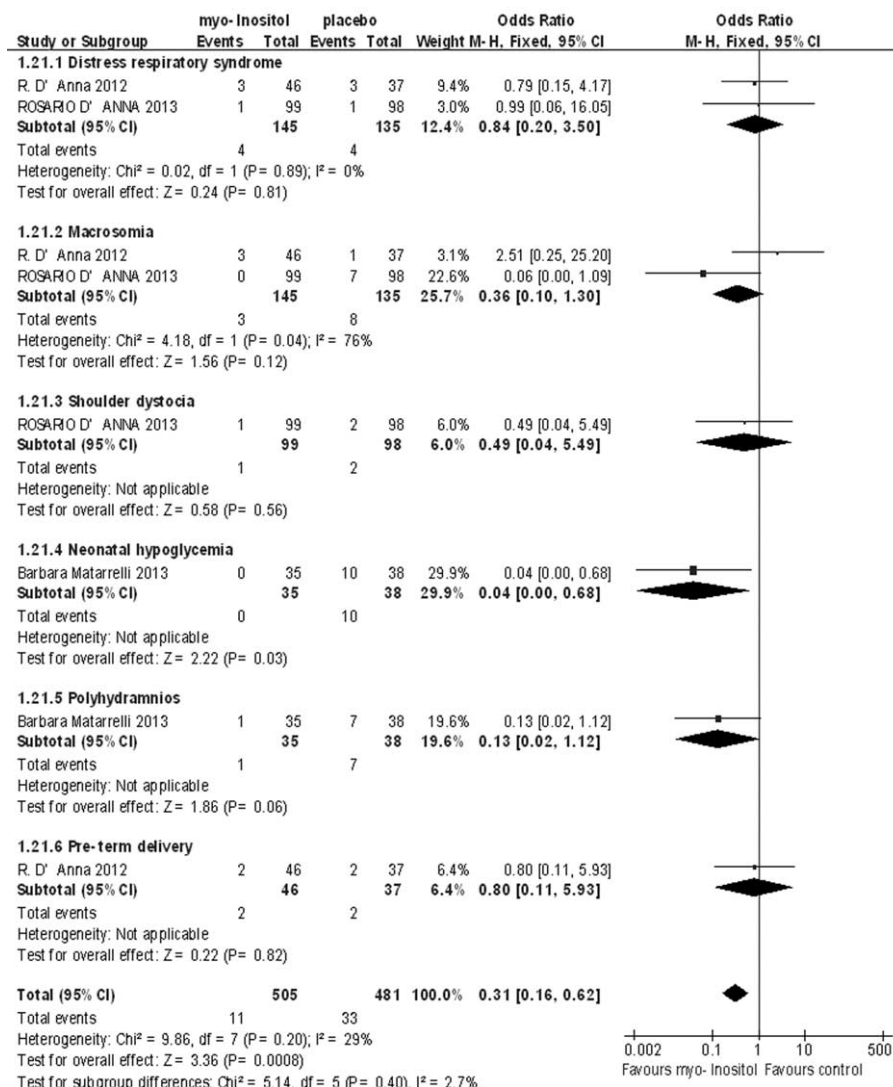 myo-Inositol placebo Odds Ratio Odds Ratio
Study or Subgroup Events Total Events Total Weight M-H, Fixed, 95% CI M-H, Fixed, 95% CI
1.21.1 Distress respiratory syndrome
R. D' Anna 2012 3 46 3 37 9.4% 0.79 [0.15, 4.17]
ROSARIO D' ANNA 2013 1 99 1 98 3.0% 0.99 [0.06, 16.05]
Subtotal (95% CI) 145 135 12.4% 0.84 [0.20, 3.50]
Total events 4 4
Heterogeneity: Chi² = 0.02, df = 1 (P = 0.89); I² = 0%
Test for overall effect: Z = 0.24 (P = 0.81)
1.21.2 Macrosomia
R. D' Anna 2012 3 46 1 37 3.1% 2.51 [0.25, 25.20]
ROSARIO D' ANNA 2013 0 99 7 98 22.6% 0.06 [0.00, 1.09]
Subtotal (95% CI) 145 135 25.7% 0.36 [0.10, 1.30]
Total events 3 8
Heterogeneity: Chi² = 4.18, df = 1 (P = 0.04); I² = 76%
Test for overall effect: Z = 1.56 (P = 0.12)
1.21.3 Shoulder dystocia
ROSARIO D' ANNA 2013 1 99 2 98 6.0% 0.49 [0.04, 5.49]
Subtotal (95% CI) 99 98 6.0% 0.49 [0.04, 5.49]
Total events 1 2
Heterogeneity: Not applicable
Test for overall effect: Z = 0.58 (P = 0.56)
1.21.4 Neonatal hypoglycemia
Barbara Matarrelli 2013 0 35 10 38 29.9% 0.04 [0.00, 0.68]
Subtotal (95% CI) 35 38 29.9% 0.04 [0.00, 0.68]
Total events 0 10
Heterogeneity: Not applicable
Test for overall effect: Z = 2.22 (P = 0.03)
1.21.5 Polyhydramnios
Barbara Matarrelli 2013 1 35 7 38 19.6% 0.13 [0.02, 1.12]
Subtotal (95% CI) 35 38 19.6% 0.13 [0.02, 1.12]
Total events 1 7
Heterogeneity: Not applicable
Test for overall effect: Z = 1.86 (P = 0.06)
1.21.6 Pre-term delivery
R. D' Anna 2012 2 46 2 37 6.4% 0.80 [0.11, 5.93]
Subtotal (95% CI) 46 37 6.4% 0.80 [0.11, 5.93]
Total events 2 2
Heterogeneity: Not applicable
Test for overall effect: Z = 0.22 (P = 0.82)
Total (95% CI) 505 481 100.0% 0.31 [0.16, 0.62]
Total events 11 33
Heterogeneity: Chi² = 9.86, df = 7 (P = 0.20); I² = 29%
Test for overall effect: Z = 3.36 (P = 0.0008)
Test for subgroup differences: Chi² = 5.14, df = 5 (P = 0.40), I² = 2.7%
0.002 0.1 1 10 500
Favours myo-Inositol Favours control